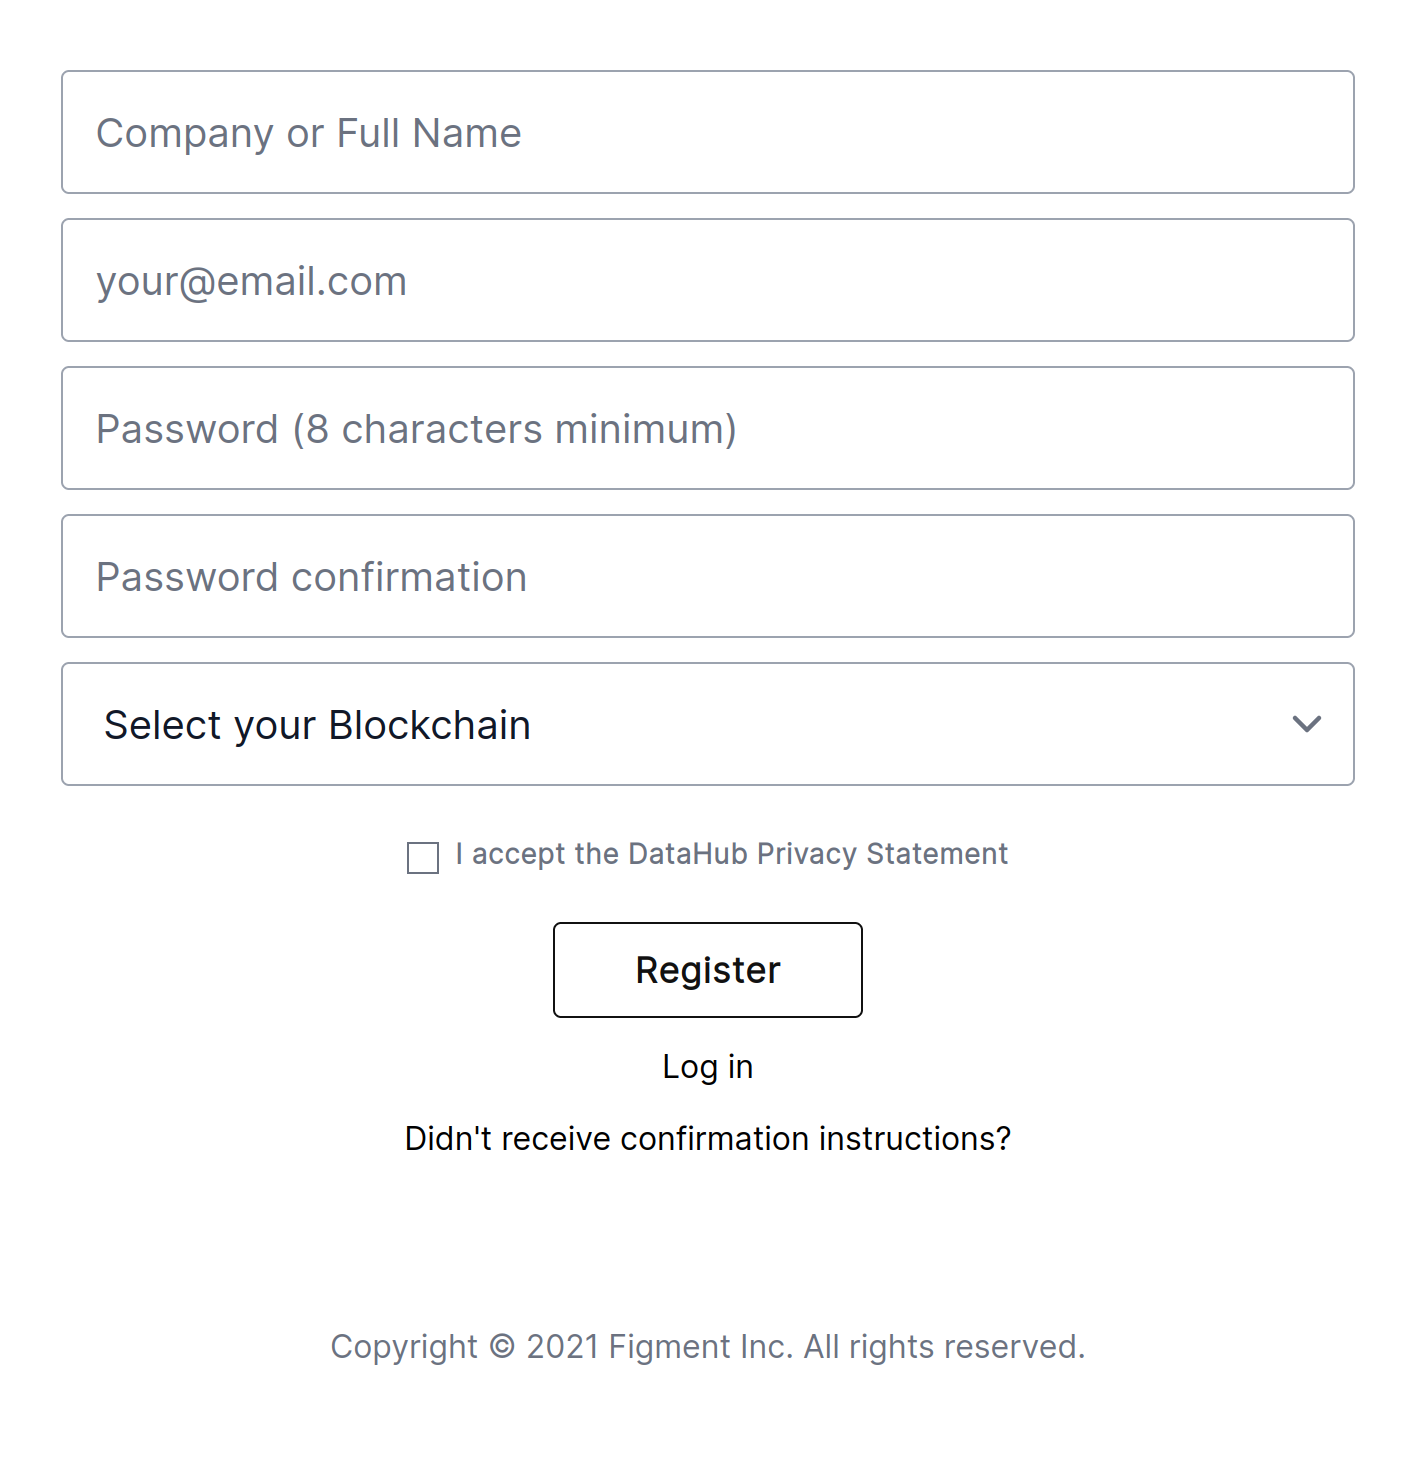 Company or Full Name
your@email.com
Password (8 characters minimum)
Password confirmation
Select your Blockchain
I accept the DataHub Privacy Statement
Register
Log in
Didn't receive confirmation instructions?
Copyright © 2021 Figment Inc. All rights reserved.